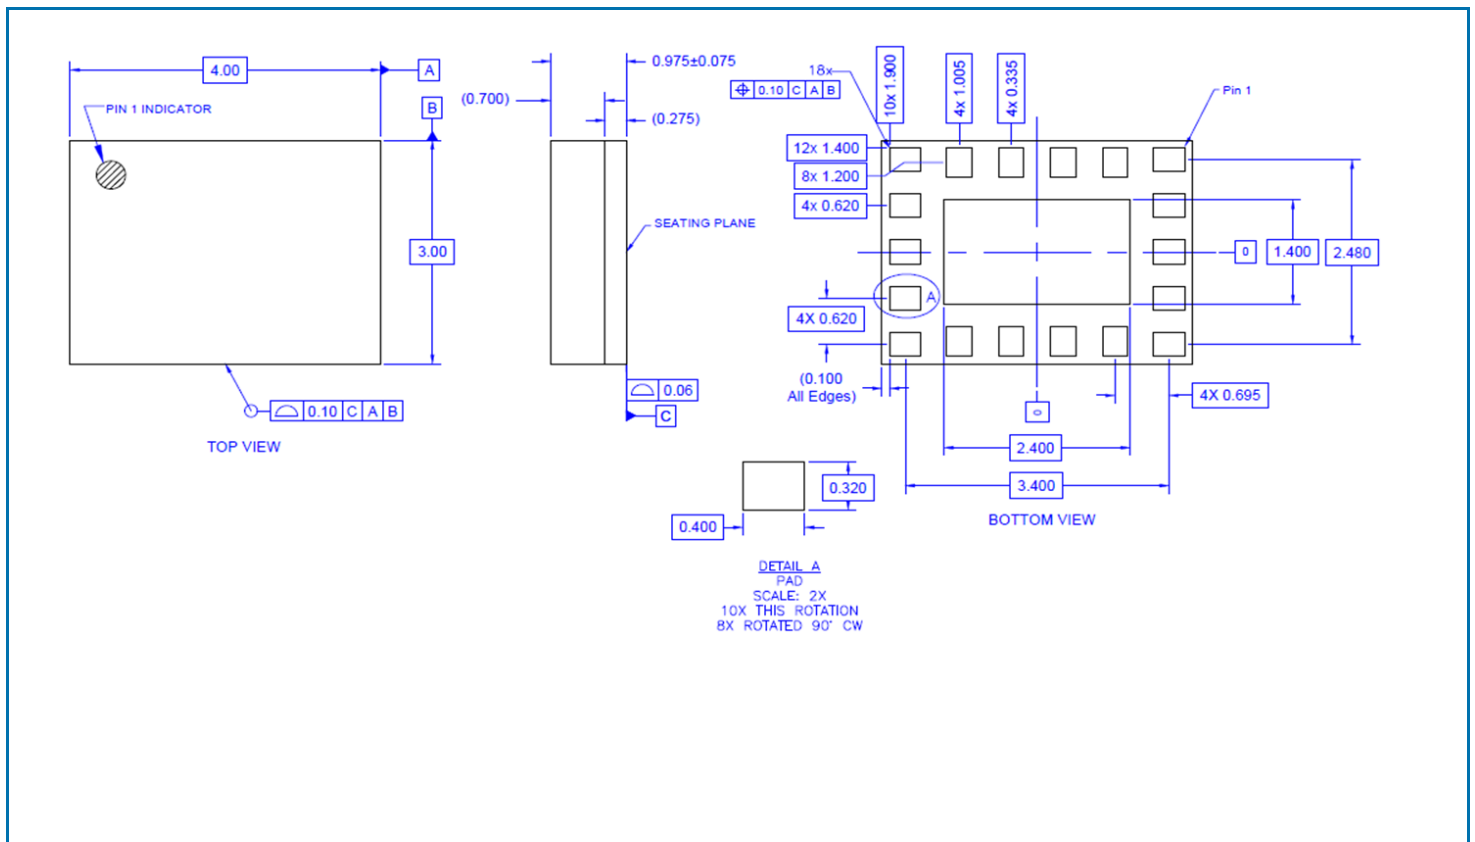 4.00
A
B
PIN 1 INDICATOR
3.00
0.10 C A B
TOP VIEW
0.975±0.075
(0.700)
(0.275)
SEATING PLANE
0.06
C
18x
0.10 C A B
10x 1.900
4x 1.005
4x 0.335
Pin 1
12x 1.400
8x 1.200
4x 0.620
A
4X 0.620
(0.100
All Edges)
0
1.400
2.480
4X 0.695
0
2.400
3.400
BOTTOM VIEW
0.320
0.400
DETAIL A
PAD
SCALE: 2X
10X THIS ROTATION
8X ROTATED 90° CW